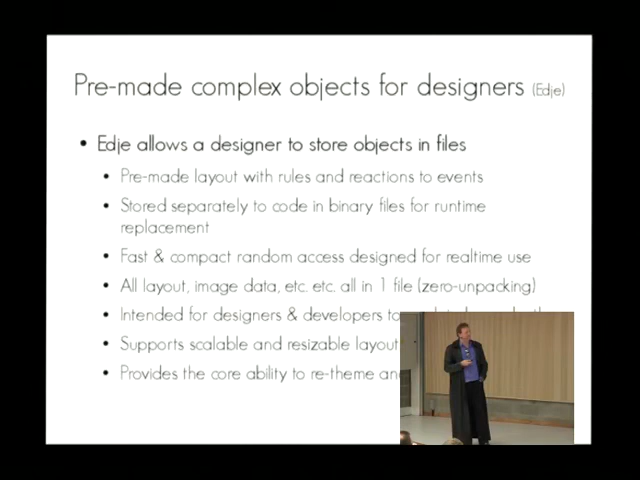 Pre-made complex objects for designers (Edje)
• Edje allows a designer to store objects in files
• Pre-made layout with rules and reactions to events
• Stored separately to code in binary files for runtime
replacement
• Fast & compact random access designed for realtime use
• All layout, image data, etc. etc. all in 1 file (zero-unpacking)
• Intended for designers & developers to
• Supports scalable and resizable layout
• Provides the core ability to re-theme and